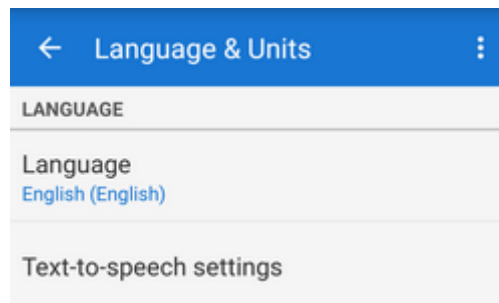 Language & Units
LANGUAGE
Language
English (English)
Text-to-speech settings